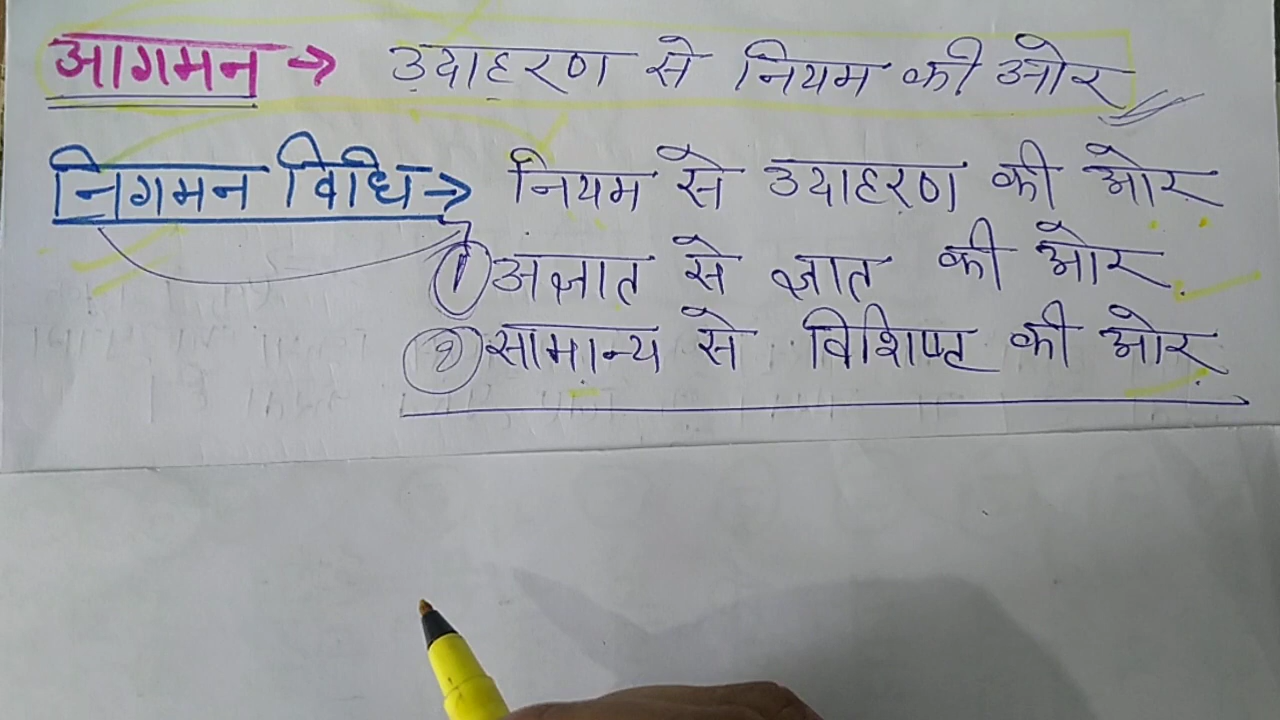 आगमन → उदाहरण से नियम की ओर
निगमन विधि → नियम से उदाहरण की ओर
① अज्ञात से ज्ञात की ओर
② सामान्य से विशिष्ट की ओर